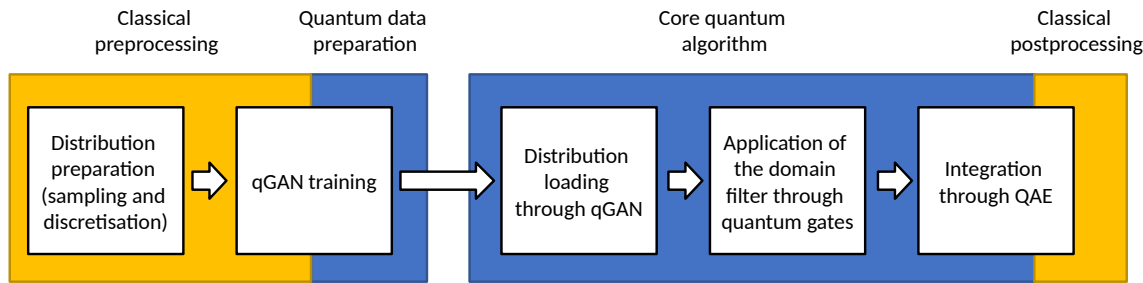 Classical
preprocessing
Quantum data
preparation
Core quantum
algorithm
Classical
postprocessing
Distribution
preparation
(sampling and
discretisation)
qGAN training
Distribution
loading
through qGAN
Application of
the domain
filter through
quantum gates
Integration
through QAE